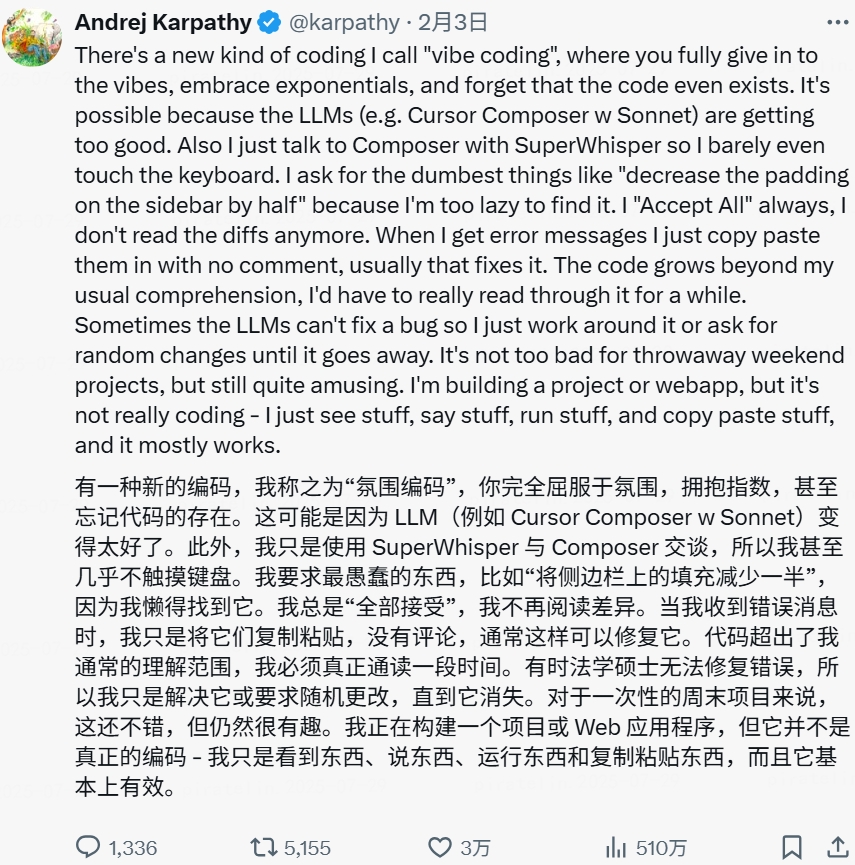 Andrej Karpathy @karpathy · 2月3日
There's a new kind of coding I call "vibe coding", where you fully give in to
the vibes, embrace exponentials, and forget that the code even exists. It's
possible because the LLMs (e.g. Cursor Composer w Sonnet) are getting
too good. Also I just talk to Composer with SuperWhisper so I barely even
touch the keyboard. I ask for the dumbest things like "decrease the padding
on the sidebar by half" because I'm too lazy to find it. I "Accept All" always, I
don't read the diffs anymore. When I get error messages I just copy paste
them in with no comment, usually that fixes it. The code grows beyond my
usual comprehension, I'd have to really read through it for a while.
Sometimes the LLMs can't fix a bug so I just work around it or ask for
random changes until it goes away. It's not too bad for throwaway weekend
projects, but still quite amusing. I'm building a project or webapp, but it's
not really coding - I just see stuff, say stuff, run stuff, and copy paste stuff,
and it mostly works.
有一种新的编码，我称之为“氛围编码”，你完全屈服于氛围，拥抱指数，甚至
忘记代码的存在。这可能是因为 LLM（例如 Cursor Composer w Sonnet）变
得太好了。此外，我只是使用 SuperWhisper 与 Composer 交谈，所以我甚至
几乎不触摸键盘。我要求最愚蠢的东西，比如“将侧边栏上的填充减少一半”，
因为我懒得找到它。我总是“全部接受”，我不再阅读差异。当我收到错误消息
时，我只是将它们复制粘贴，没有评论，通常这样可以修复它。代码超出了我
通常的理解范围，我必须真正通读一段时间。有时法学硕士无法修复错误，所
以我只是解决它或要求随机更改，直到它消失。对于一次性的周末项目来说，
这还不错，但仍然很有趣。我正在构建一个项目或 Web 应用程序，但它并不是
真正的编码 - 我只是看到东西、说东西、运行东西和复制粘贴东西，而且它基
本上有效。
1,336 5,155 3万 510万